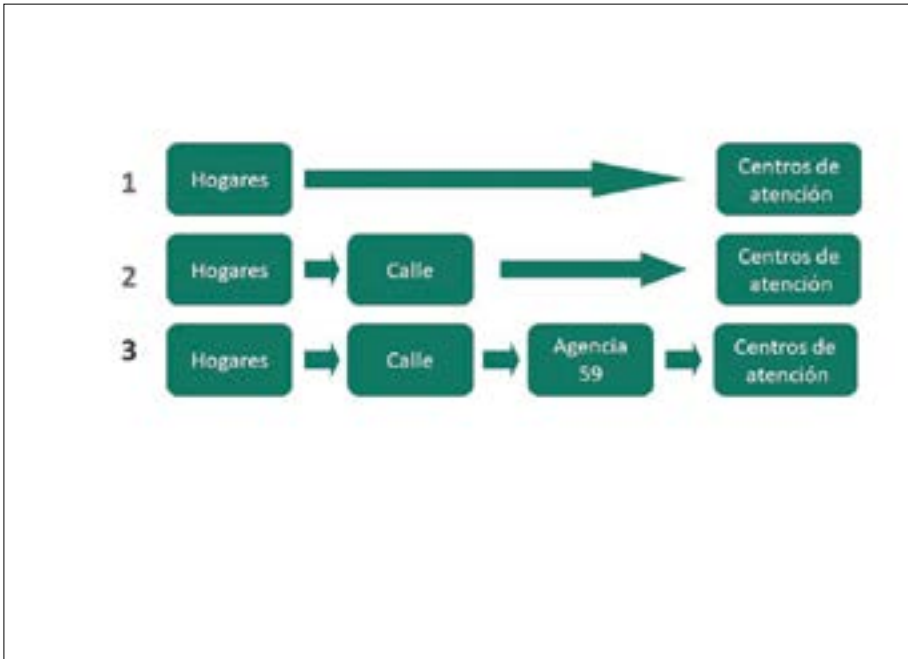 1
Hogares
Centros de
atención
2
Hogares
Calle
Centros de
atención
3
Hogares
Calle
Agencia
59
Centros de
atención